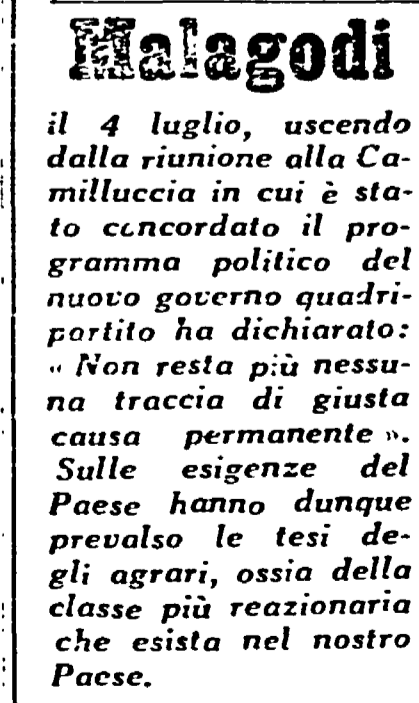 Malagodi
il 4 luglio, uscendo
dalla riunione alla Ca-
milluccia in cui è sta-
to concordato il pro-
gramma politico del
nuovo governo quadri-
partito ha dichiarato:
« Non resta più nessu-
na traccia di giusta
causa permanente ».
Sulle esigenze del
Paese hanno dunque
prevalso le tesi de-
gli agrari, ossia della
classe più reazionaria
che esista nel nostro
Paese.